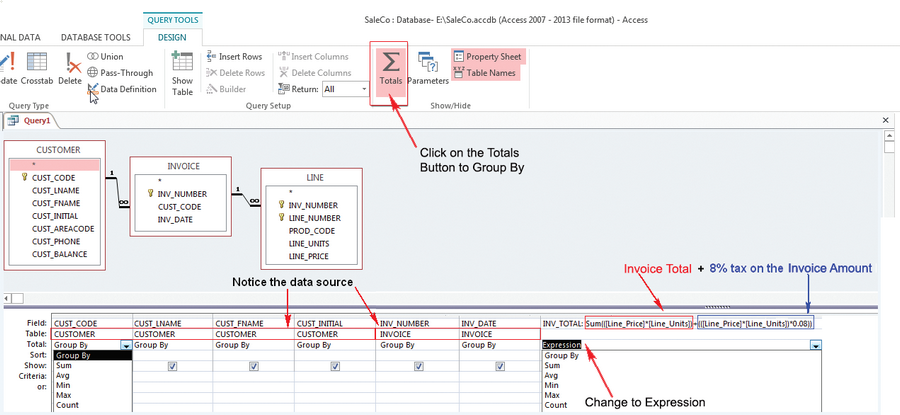 SaleCo : Database- E:\SaleCo.accdb (Access 2007 - 2013 file format) - Access
QUERY TOOLS
NAL DATA DATABASE TOOLS DESIGN
date Crosstab Delete
Union
Pass-Through
Data Definition
Query Type
Show Table
Insert Rows
Delete Rows
Builder
Insert Columns
Delete Columns
Return: All
Query Setup
Totals
Parameters
Property Sheet
Table Names
Show/Hide
Query1
Click on the Totals
Button to Group By
CUSTOMER
*
CUST_CODE
CUST_LNAME
CUST_FNAME
CUST_INITIAL
CUST_AREACODE
CUST_PHONE
CUST_BALANCE
1
∞
INVOICE
*
INV_NUMBER
CUST_CODE
INV_DATE
1
∞
LINE
*
INV_NUMBER
LINE_NUMBER
PROD_CODE
LINE_UNITS
LINE_PRICE
Notice the data source
Invoice Total + 8% tax on the Invoice Amount
Field: CUST_CODE CUST_LNAME CUST_FNAME CUST_INITIAL INV_NUMBER INV_DATE INV_TOTAL: Sum(([Line_Price]*[Line_Units])+(([Line_Price]*[Line_Units])*0.08))
Table: CUSTOMER CUSTOMER CUSTOMER CUSTOMER INVOICE INVOICE
Total: Group By Group By Group By Group By Group By Group By Expression
Sort:
Show:
Criteria:
or:
Group By
Sum
Avg
Min
Max
Count
Group By
Sum
Avg
Min
Max
Count
Change to Expression